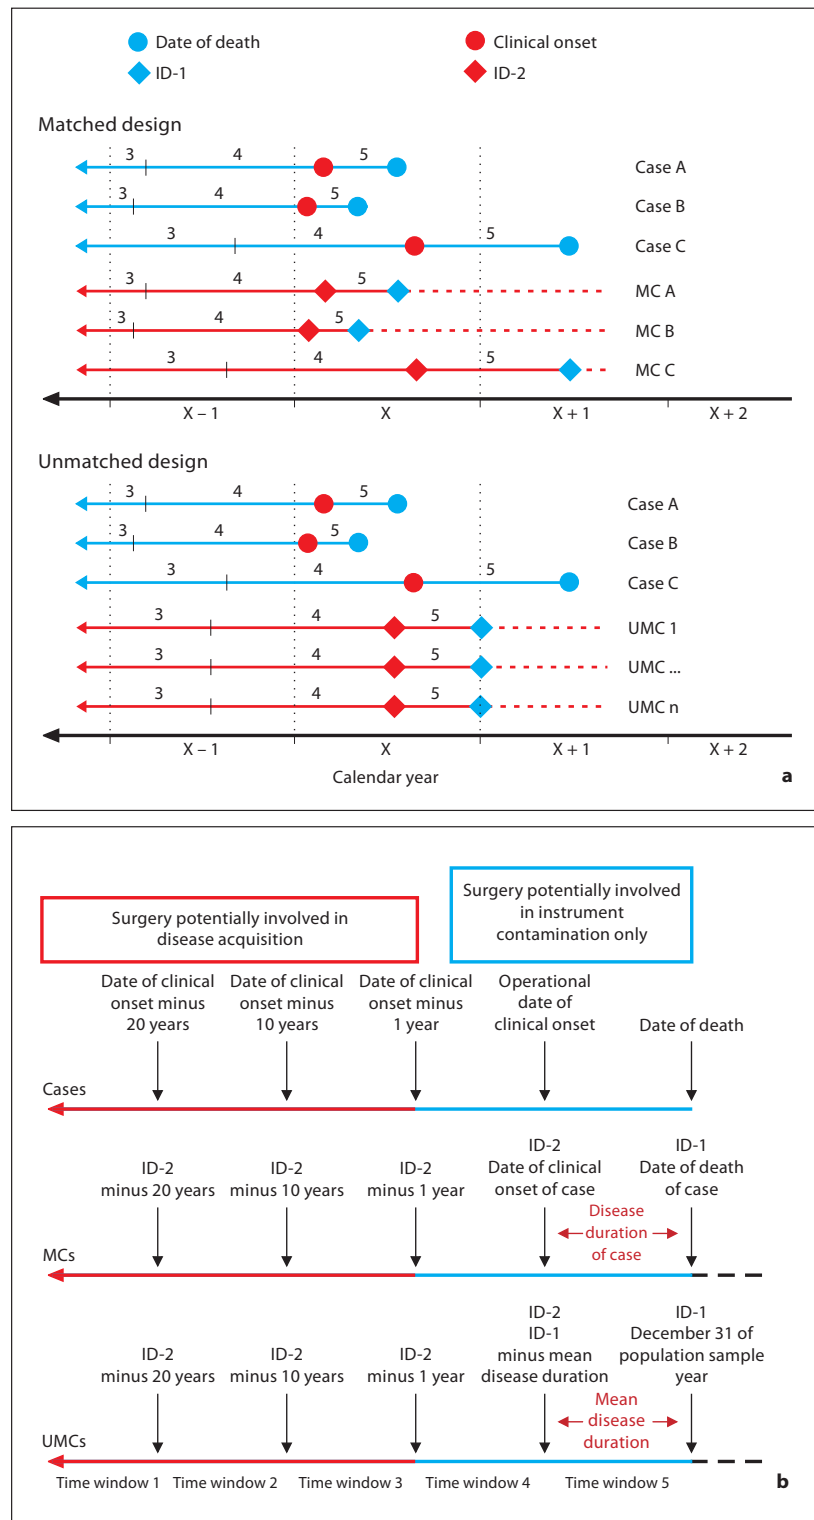 Date of death
Clinical onset
ID-1
ID-2
Matched design
3 4 5 Case A
3 4 5 Case B
3 4 5 Case C
3 4 5 MC A
3 4 5 MC B
3 4 5 MC C
X – 1 X X + 1 X + 2
Unmatched design
3 4 5 Case A
3 4 5 Case B
3 4 5 Case C
3 4 5 UMC 1
3 4 5 UMC ...
3 4 5 UMC n
X – 1 X X + 1 X + 2
Calendar year
a
Surgery potentially involved in
disease acquisition
Surgery potentially involved
in instrument
contamination only
Date of clinical
onset minus
20 years
Date of clinical
onset minus
10 years
Date of clinical
onset minus
1 year
Operational
date of
clinical onset
Date of death
Cases
ID-2
minus 20 years
ID-2
minus 10 years
ID-2
minus 1 year
ID-2
Date of clinical
onset of case
ID-1
Date of death
of case
Disease
duration
of case
MCs
ID-2
minus 20 years
ID-2
minus 10 years
ID-2
minus 1 year
ID-2
ID-1
minus mean
disease duration
ID-1
December 31 of
population sample
year
Mean
disease
duration
UMCs
Time window 1 Time window 2 Time window 3 Time window 4 Time window 5
b